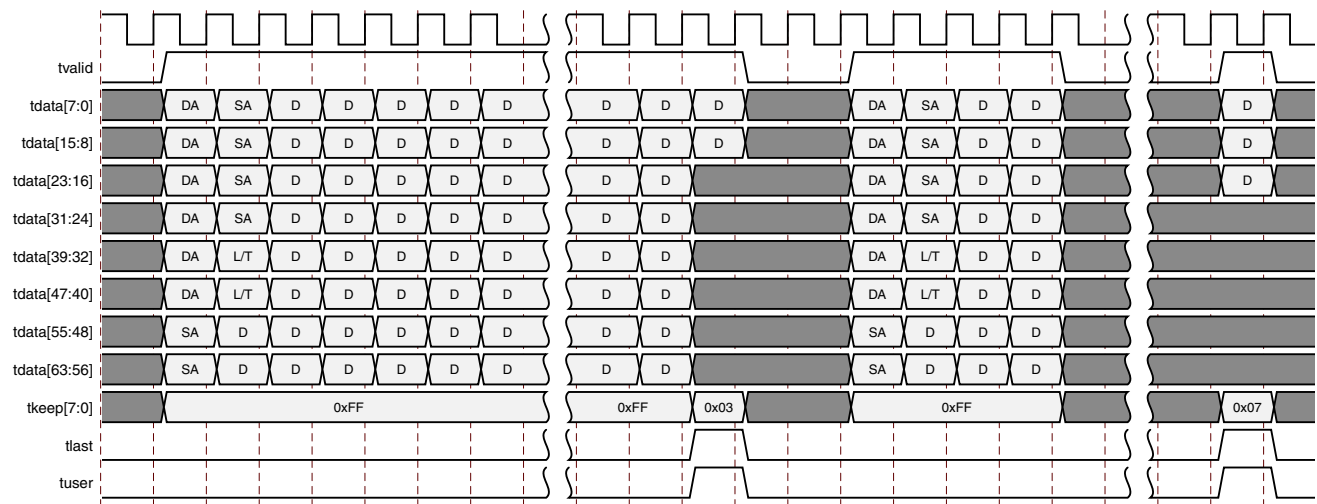 tvalid
tdata[7:0] DA SA D D D D D D D D DA SA D D D
tdata[15:8] DA SA D D D D D D D D DA SA D D D
tdata[23:16] DA SA D D D D D D D DA SA D D D
tdata[31:24] DA SA D D D D D D D DA SA D D
tdata[39:32] DA L/T D D D D D D D DA L/T D D
tdata[47:40] DA L/T D D D D D D D DA L/T D D
tdata[55:48] SA D D D D D D D D SA D D D
tdata[63:56] SA D D D D D D D D SA D D D
tkeep[7:0] 0xFF 0xFF 0x03 0xFF 0x07
tlast
tuser